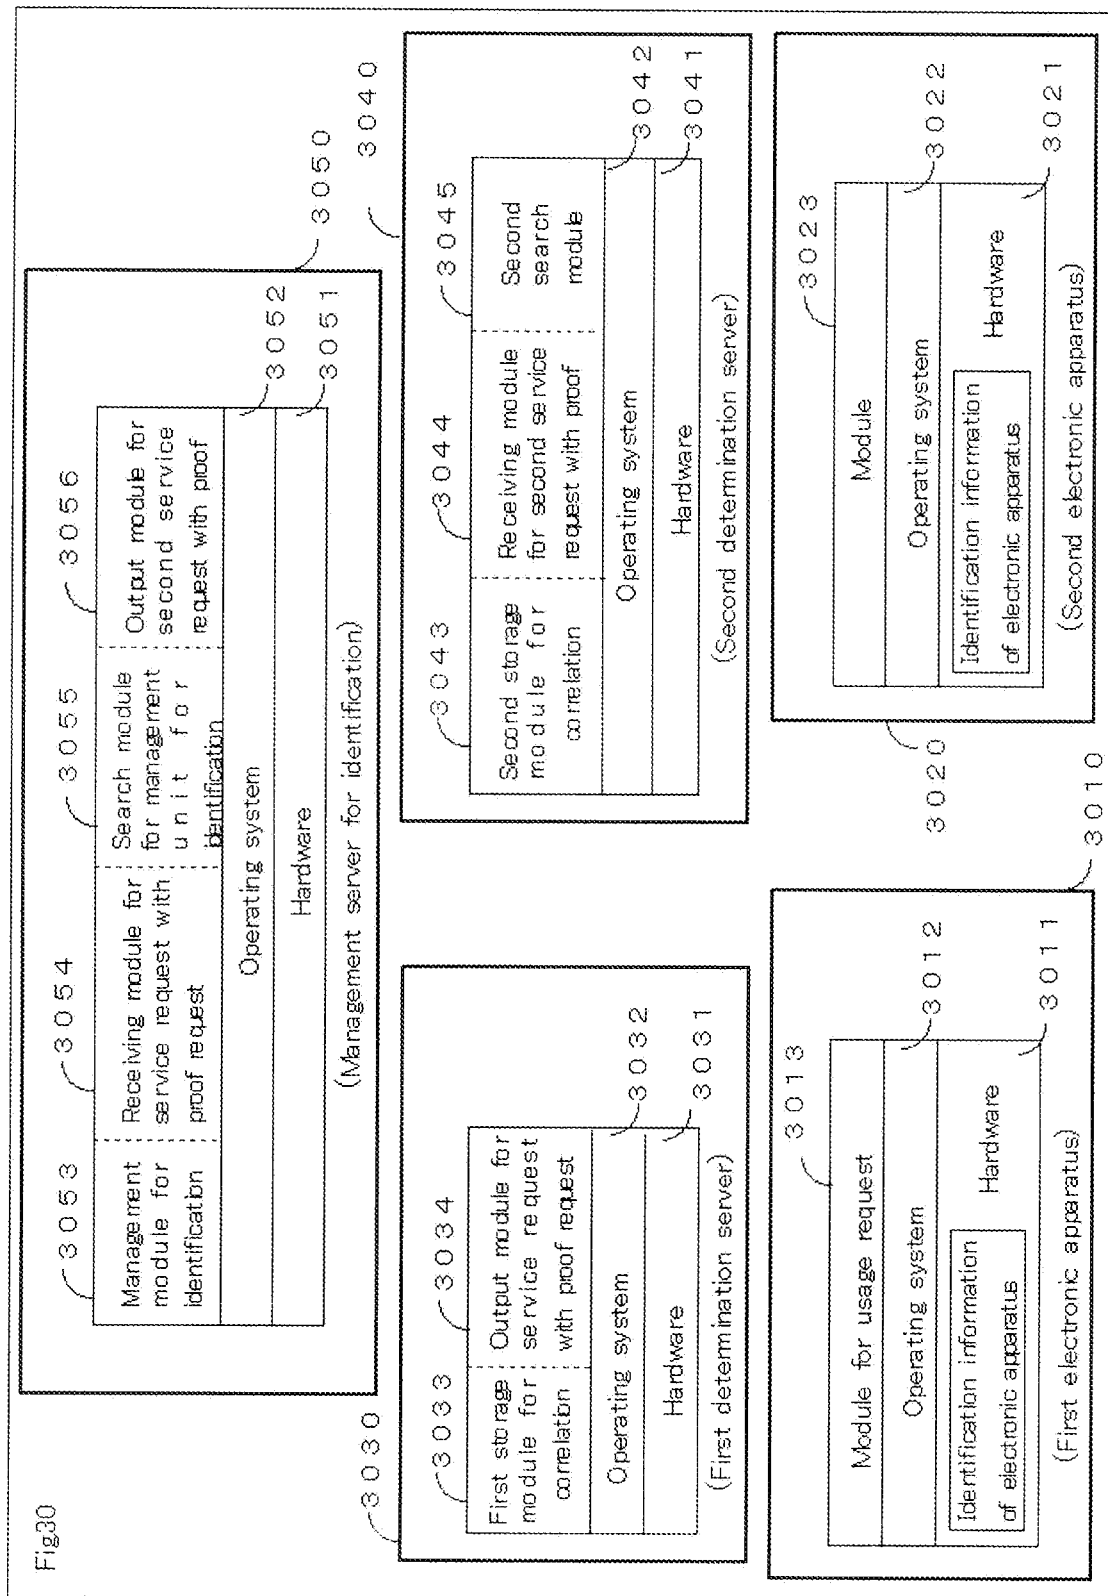 Fig30
3050
3053
3054
3055
3056
Management
module for
identification
Receiving module for
service request with
proof request
Search module
for management
unit for
identification
Output module for
second service
request with proof
Operating system
3052
Hardware
3051
(Management server for identification)
3030
3033
3034
First storage
module for
correlation
Output module for
service request
with proof request
Operating system
3032
Hardware
3031
(First determination server)
3040
3043
3044
3045
Second storage
module for
correlation
Receiving module
for second service
request with proof
Second
search
module
Operating system
3042
Hardware
3041
(Second determination server)
3010
3013
Module for usage request
Operating system
3012
Identification information
of electronic apparatus
Hardware
3011
(First electronic apparatus)
3020
3023
Module
Operating system
3022
Identification information
of electronic apparatus
Hardware
3021
(Second electronic apparatus)